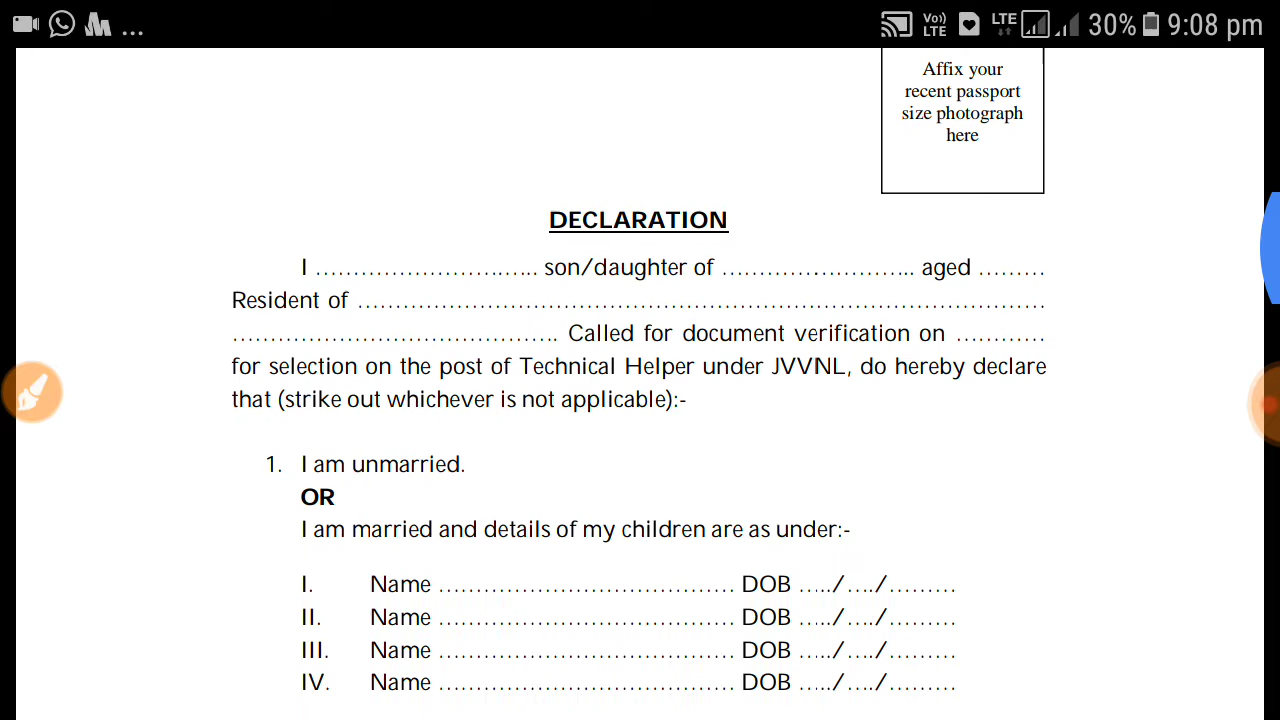 ... Vo)) LTE LTE 30% 9:08 pm
Affix your
recent passport
size photograph
here
DECLARATION
I ............................. son/daughter of .......................... aged .........
Resident of ...........................................................................................
........................................... Called for document verification on ............
for selection on the post of Technical Helper under JVVNL, do hereby declare
that (strike out whichever is not applicable):-
1. I am unmarried.
OR
I am married and details of my children are as under:-
I. Name ....................................... DOB ...../..../.........
II. Name ....................................... DOB ...../..../.........
III. Name ....................................... DOB ...../..../.........
IV. Name ....................................... DOB ...../..../.........